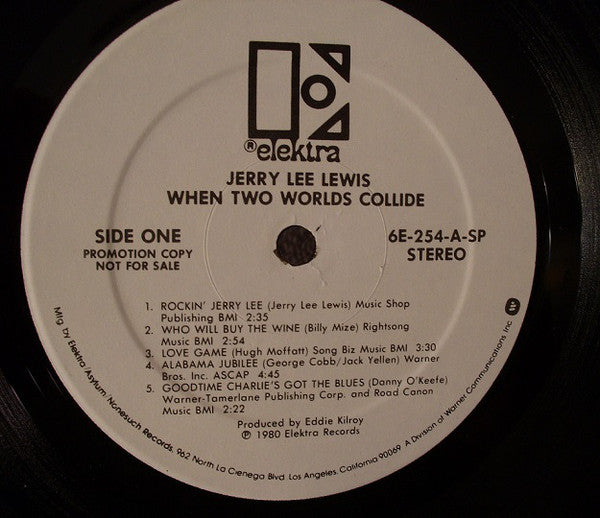 ® elektra
JERRY LEE LEWIS
WHEN TWO WORLDS COLLIDE
SIDE ONE
PROMOTION COPY
NOT FOR SALE
6E-254-A-SP
STEREO
1. ROCKIN' JERRY LEE (Jerry Lee Lewis) Music Shop
Publishing BMI 2:35
2. WHO WILL BUY THE WINE (Billy Mize) Rightsong
Music BMI 2:54
3. LOVE GAME (Hugh Moffatt) Song Biz Music BMI 3:30
4. ALABAMA JUBILEE (George Cobb/Jack Yellen) Warner
Bros. Inc. ASCAP 4:45
5. GOODTIME CHARLIE'S GOT THE BLUES (Danny O'Keefe)
Warner-Tamerlane Publishing Corp. and Road Canon
Music BMI 2:22
Produced by Eddie Kilroy
℗ 1980 Elektra Records
Mfg. by Elektra/Asylum/Nonesuch Records, 962 North La Cienega Blvd. Los Angeles, California 90069 A Division of Warner Communications Inc.